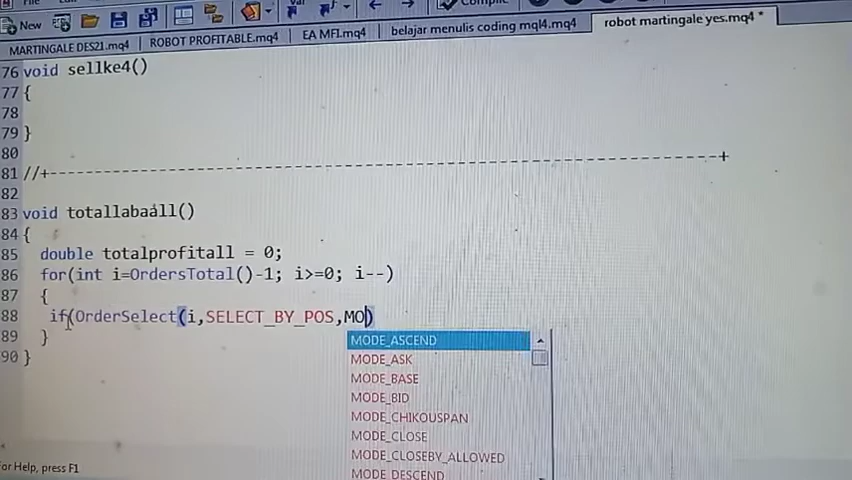 File
New
Compile
MARTINGALE DES21.mq4
ROBOT PROFITABLE.mq4
EA MFI.mq4
belajar menulis coding mql4.mq4
robot martingale yes.mq4 *
76 void sellke4()
77 {
78
79 }
80
81 //+----------------------------------------------------------------+
82
83 void totallabaall()
84 {
85 double totalprofitall = 0;
86 for(int i=OrdersTotal()-1; i>=0; i--)
87 {
88 if(OrderSelect(i,SELECT_BY_POS,MO)
89 }
90 }
MODE_ASCEND
MODE_ASK
MODE_BASE
MODE_BID
MODE_CHIKOUSPAN
MODE_CLOSE
MODE_CLOSEBY_ALLOWED
MODE_DESCEND
For Help, press F1